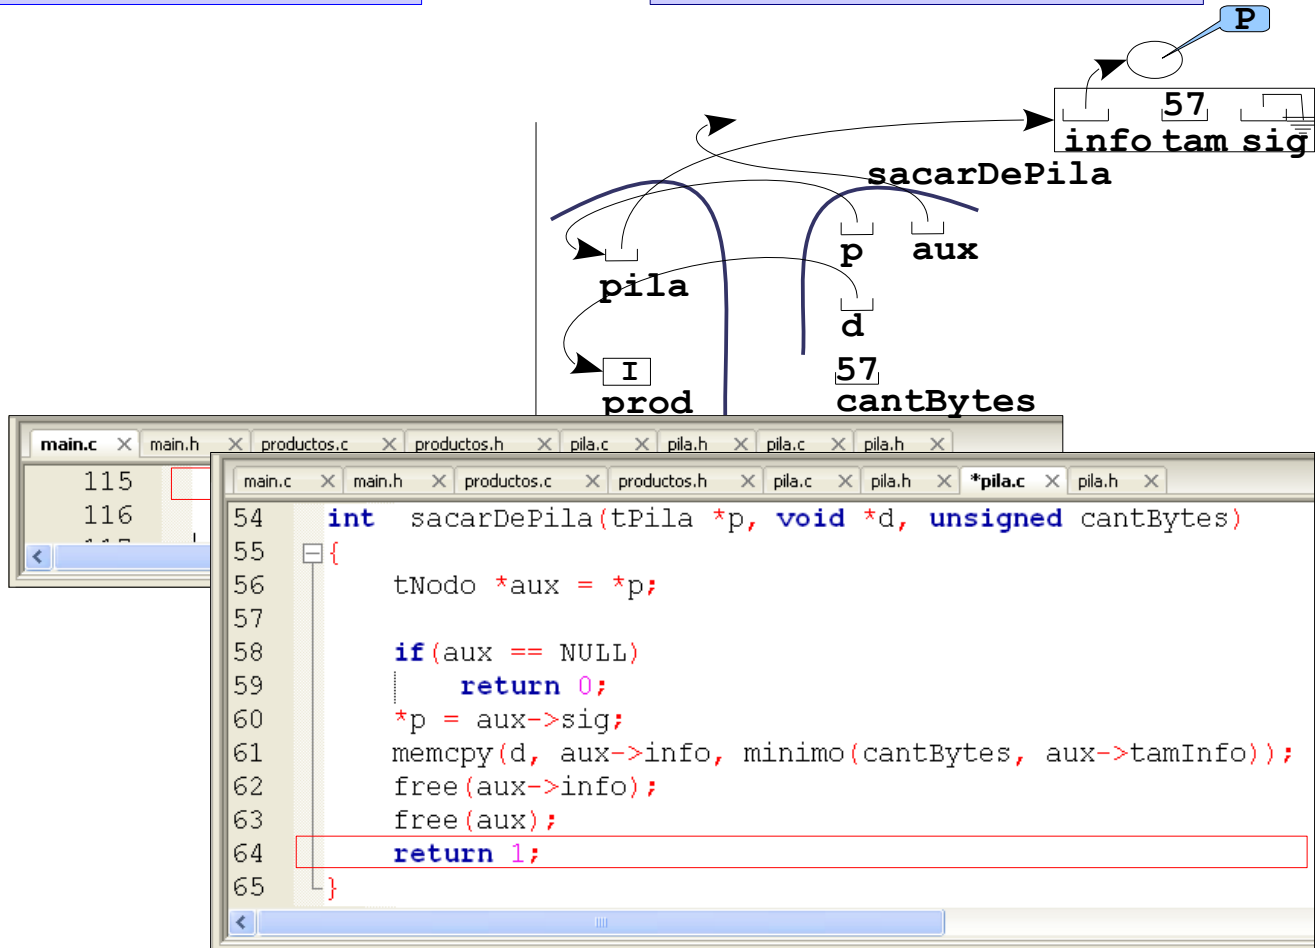 P
57
info tam sig
sacarDePila
p aux
pila
d
I 57
prod cantBytes
main.c main.h productos.c productos.h pila.c pila.h pila.c pila.h
115
116
main.c main.h productos.c productos.h pila.c pila.h *pila.c pila.h
54 int sacarDePila(tPila *p, void *d, unsigned cantBytes)
55 {
56 tNodo *aux = *p;
57
58 if(aux == NULL)
59 return 0;
60 *p = aux->sig;
61 memcpy(d, aux->info, minimo(cantBytes, aux->tamInfo));
62 free(aux->info);
63 free(aux);
64 return 1;
65 }